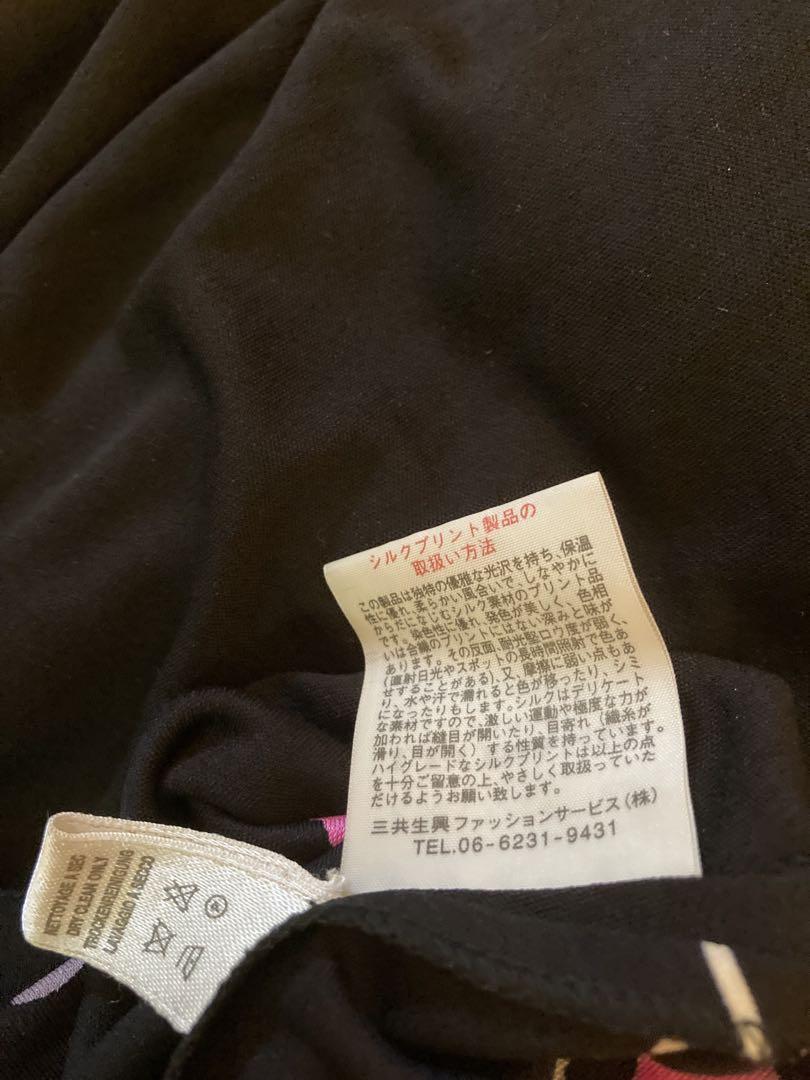 シルクプリント製品の
取扱い方法
この製品は独特の優雅な光沢を持ち、保温
性に優れ、柔らかい風合いで、しなやかに
からだになじむシルク素材のプリント品
です。染色性に優れ、発色が美しく、色相
いは合繊のプリントにはない深みと味が
あります。その反面、耐光堅ロウ度が弱く、
(直射日光やスポットの長時間照射で色あ
せすることがある)、又、摩擦に弱い点もあ
り、水や汗で濡れると色が移ったり、シミ
になったりもします。シルクはデリケート
な素材ですので、激しい運動や極度な力が
加われば縫目が開いたり、目寄れ(織糸が
滑り、目が開く)する性質を持っています。
ハイグレードなシルクプリントは以上の点
を十分ご留意の上、やさしく取扱っていた
だけるようお願い致します。
三共生興ファッションサービス(株)
TEL.06-6231-9431
NETTOYAGE A SEC
DRY CLEAN ONLY
TROCKENREINIGUNG
LAVAGGIO A SECCO